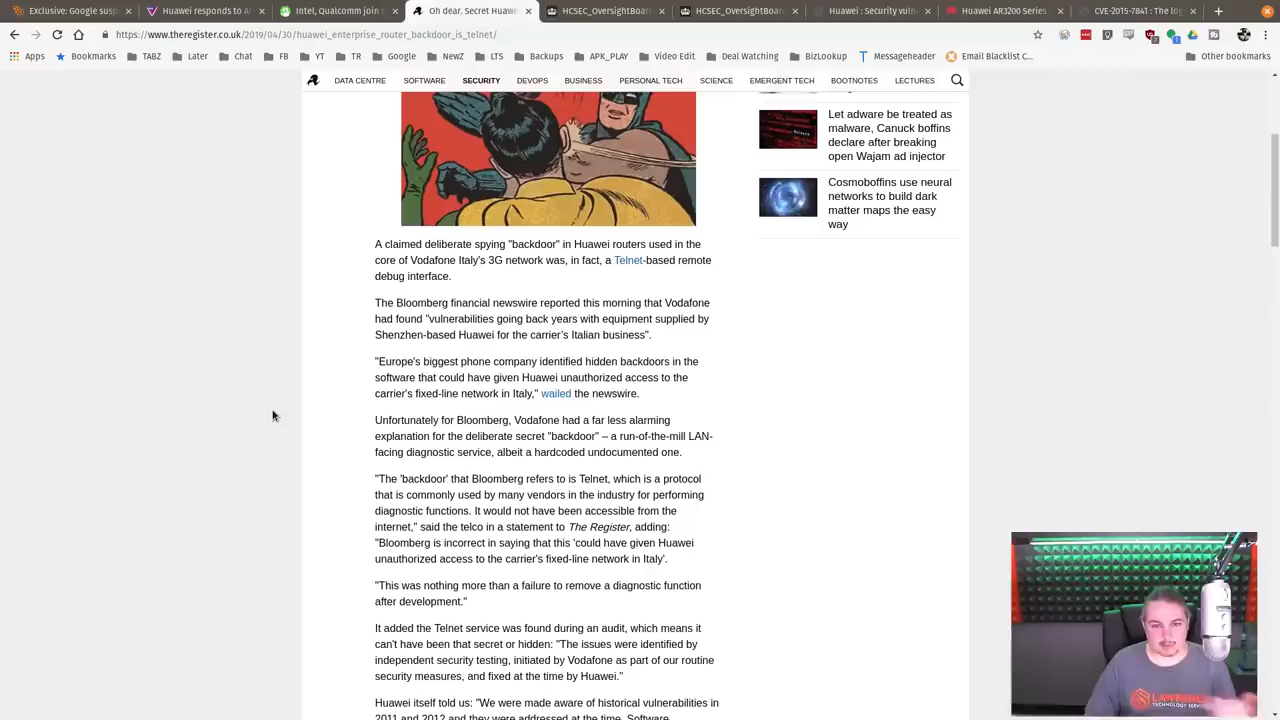 Exclusive: Google susp
Huawei responds to A
Intel, Qualcomm join
Oh dear. Secret Huawe
HCSEC_OversightBoard
HCSEC_OversightBoar
Huawei : Security vuln
Huawei AR3200 Series
CVE-2015-7841: The log
https://www.theregister.co.uk/2019/04/30/huawei_enterprise_router_backdoor_is_telnet/
Apps Bookmarks TABZ Later Chat FB YT TR Google NewZ LTS Backups APK_PLAY Video Edit Deal Watching BizLookup Messageheader Email Blacklist C... Other bookmarks
DATA CENTRE SOFTWARE SECURITY DEVOPS BUSINESS PERSONAL TECH SCIENCE EMERGENT TECH BOOTNOTES LECTURES
A claimed deliberate spying "backdoor" in Huawei routers used in the
core of Vodafone Italy's 3G network was, in fact, a Telnet-based remote
debug interface.
The Bloomberg financial newswire reported this morning that Vodafone
had found "vulnerabilities going back years with equipment supplied by
Shenzhen-based Huawei for the carrier's Italian business".
"Europe's biggest phone company identified hidden backdoors in the
software that could have given Huawei unauthorized access to the
carrier's fixed-line network in Italy," wailed the newswire.
Unfortunately for Bloomberg, Vodafone had a far less alarming
explanation for the deliberate secret "backdoor" – a run-of-the-mill LAN-
facing diagnostic service, albeit a hardcoded undocumented one.
"The 'backdoor' that Bloomberg refers to is Telnet, which is a protocol
that is commonly used by many vendors in the industry for performing
diagnostic functions. It would not have been accessible from the
internet," said the telco in a statement to The Register, adding:
"Bloomberg is incorrect in saying that this 'could have given Huawei
unauthorized access to the carrier's fixed-line network in Italy'.
"This was nothing more than a failure to remove a diagnostic function
after development."
It added the Telnet service was found during an audit, which means it
can't have been that secret or hidden: "The issues were identified by
independent security testing, initiated by Vodafone as part of our routine
security measures, and fixed at the time by Huawei."
Huawei itself told us: "We were made aware of historical vulnerabilities in
2011 and 2012 and they were addressed at the time. Software
Let adware be treated as
malware, Canuck boffins
declare after breaking
open Wajam ad injector
Cosmoboffins use neural
networks to build dark
matter maps the easy
way